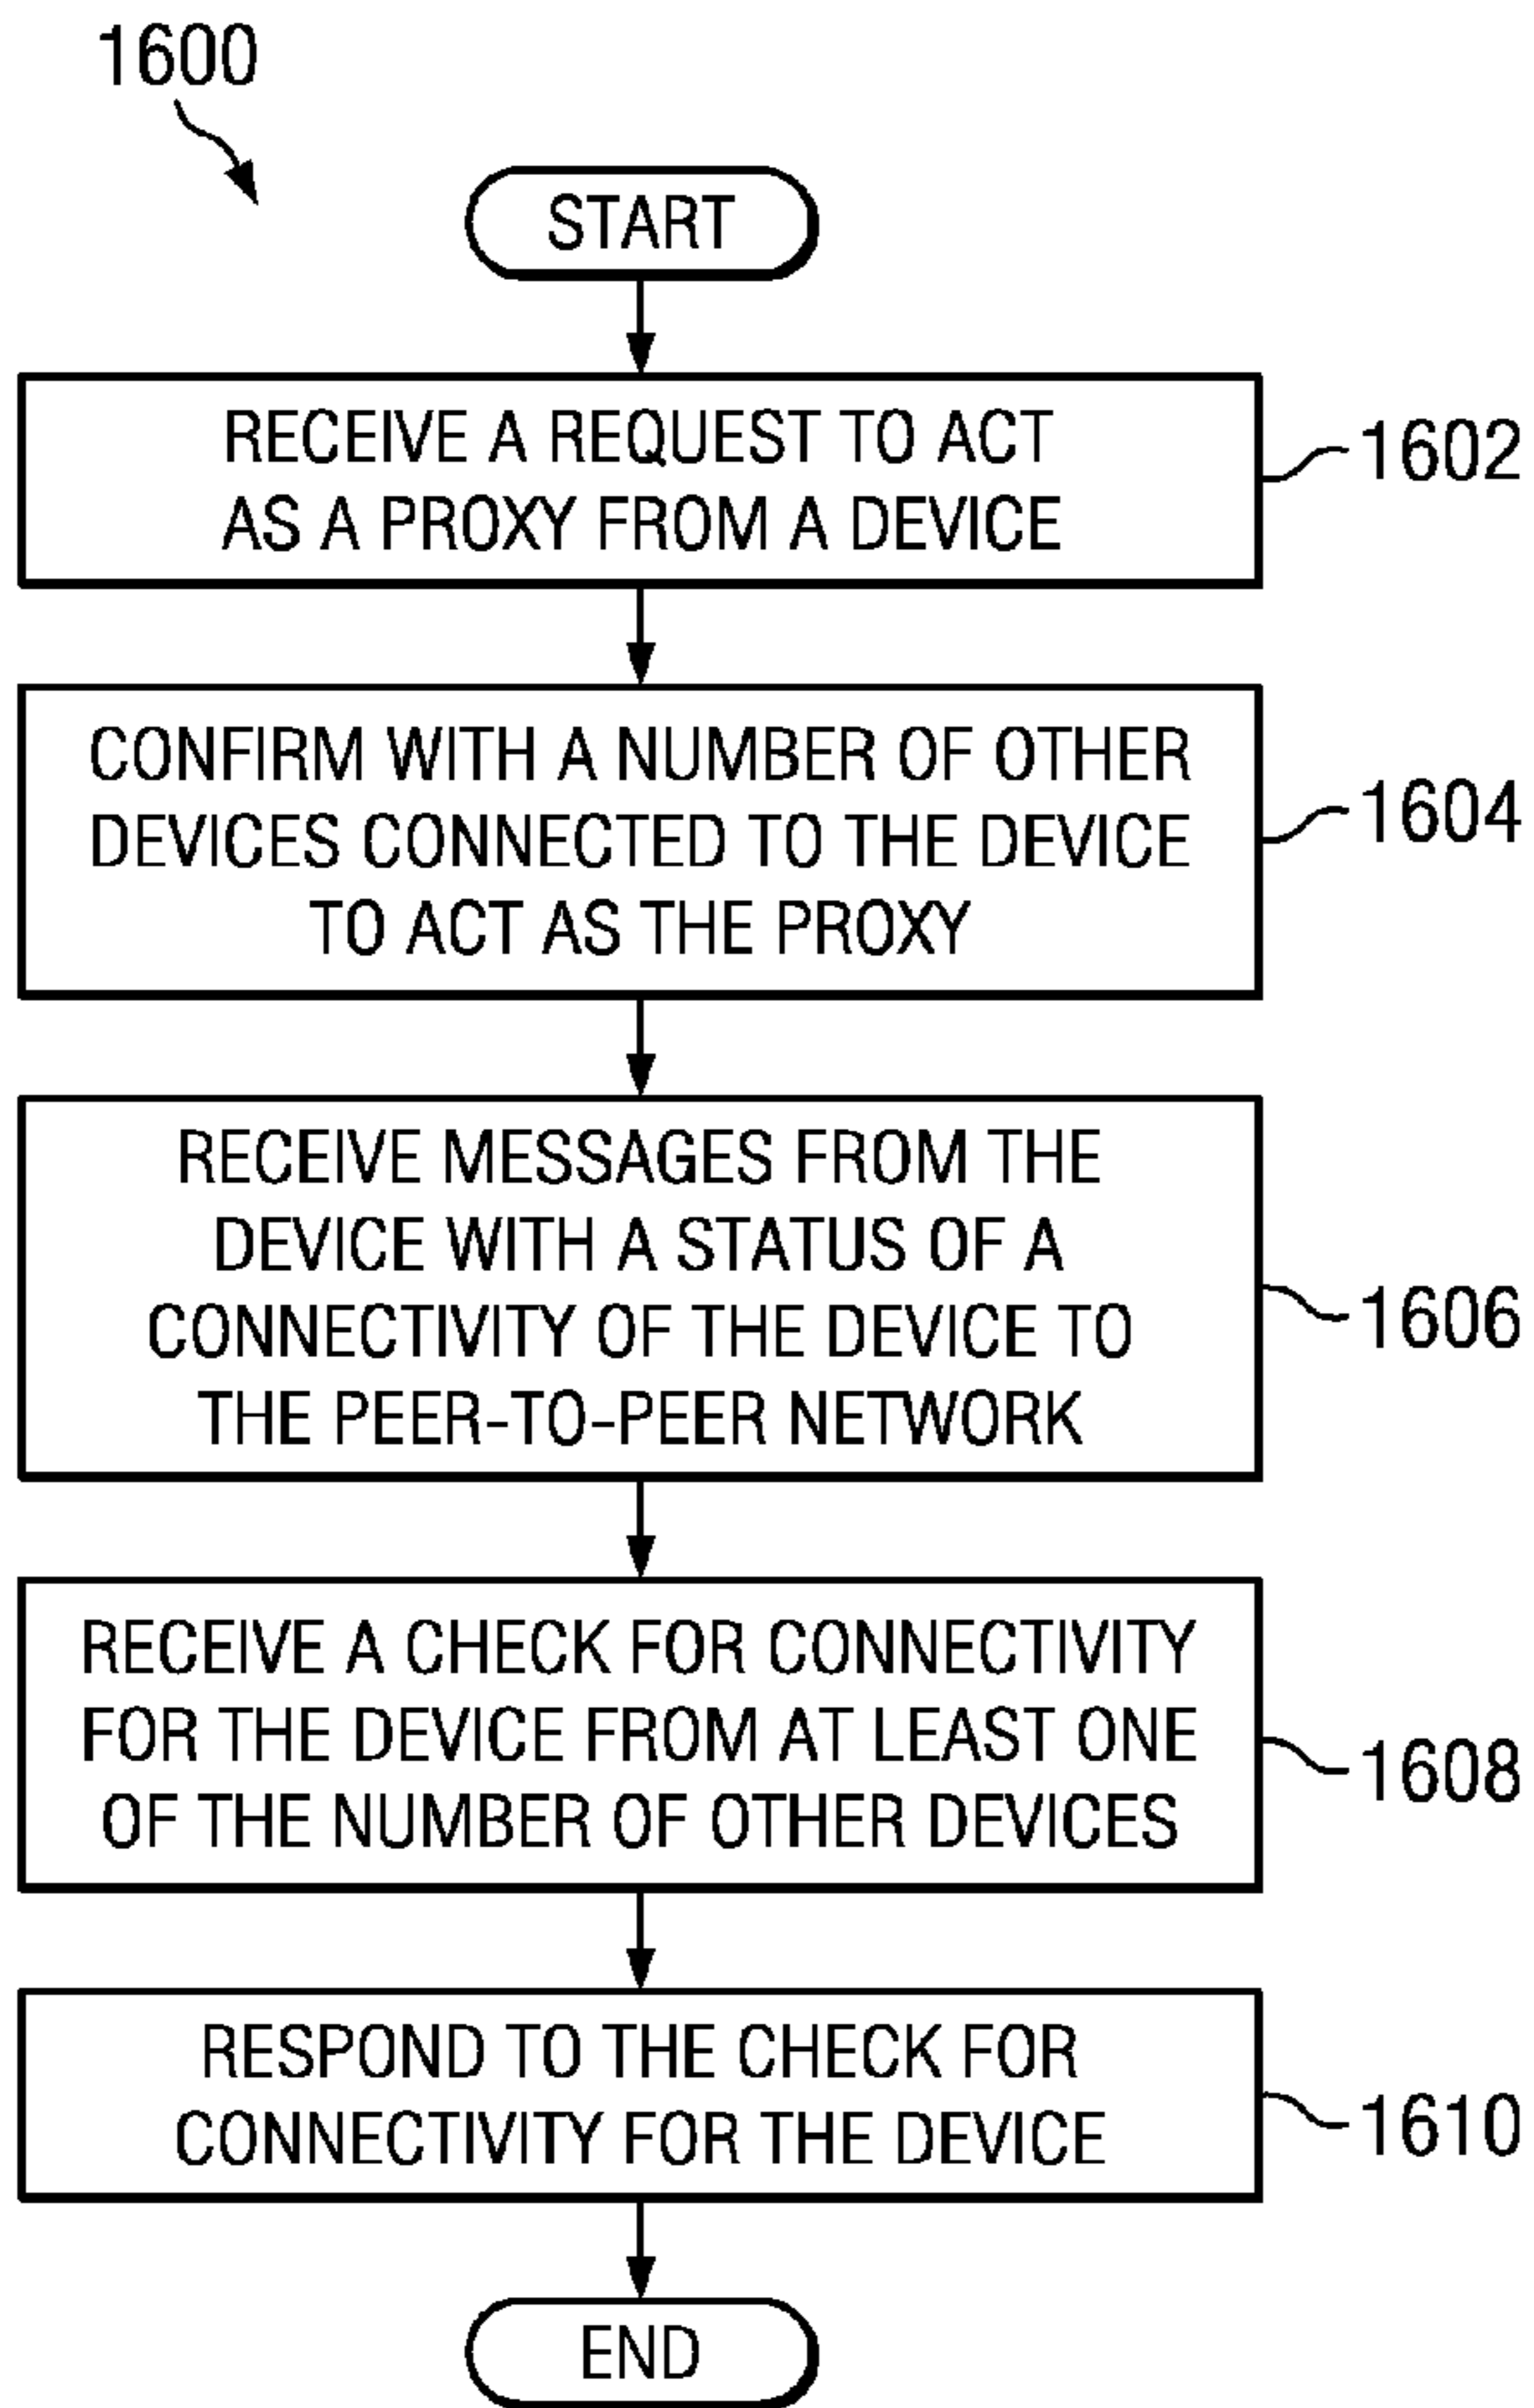 1600
START
RECEIVE A REQUEST TO ACT
AS A PROXY FROM A DEVICE
1602
CONFIRM WITH A NUMBER OF OTHER
DEVICES CONNECTED TO THE DEVICE
TO ACT AS THE PROXY
1604
RECEIVE MESSAGES FROM THE
DEVICE WITH A STATUS OF A
CONNECTIVITY OF THE DEVICE TO
THE PEER-TO-PEER NETWORK
1606
RECEIVE A CHECK FOR CONNECTIVITY
FOR THE DEVICE FROM AT LEAST ONE
OF THE NUMBER OF OTHER DEVICES
1608
RESPOND TO THE CHECK FOR
CONNECTIVITY FOR THE DEVICE
1610
END